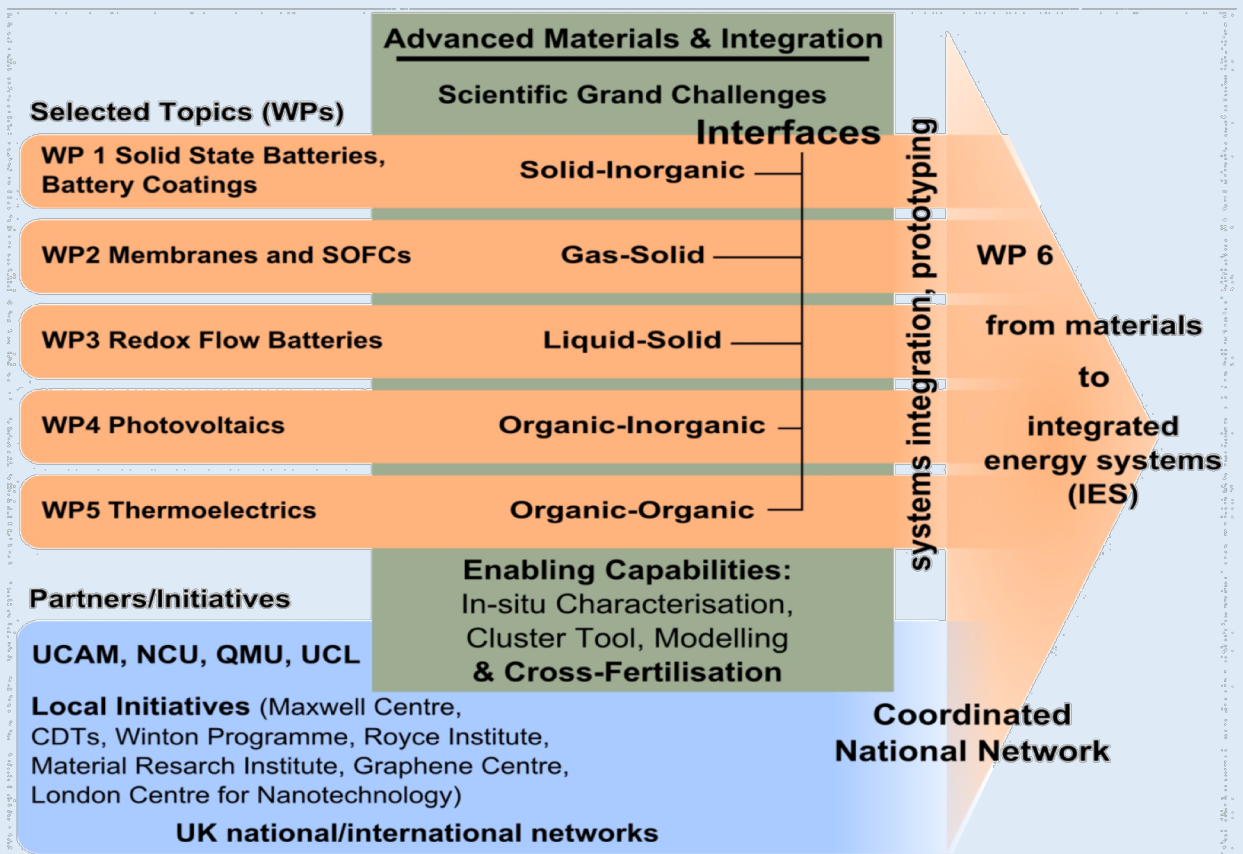 Advanced Materials & Integration
Scientific Grand Challenges
Interfaces
Selected Topics (WPs)
WP 1 Solid State Batteries,
Battery Coatings
Solid-Inorganic
WP2 Membranes and SOFCs
Gas-Solid
WP3 Redox Flow Batteries
Liquid-Solid
WP4 Photovoltaics
Organic-Inorganic
WP5 Thermoelectrics
Organic-Organic
systems integration, prototyping
WP 6
from materials
to
integrated
energy systems
(IES)
Enabling Capabilities:
In-situ Characterisation,
Cluster Tool, Modelling
& Cross-Fertilisation
Partners/Initiatives
UCAM, NCU, QMU, UCL
Local Initiatives (Maxwell Centre,
CDTs, Winton Programme, Royce Institute,
Material Resarch Institute, Graphene Centre,
London Centre for Nanotechnology)
UK national/international networks
Coordinated
National Network